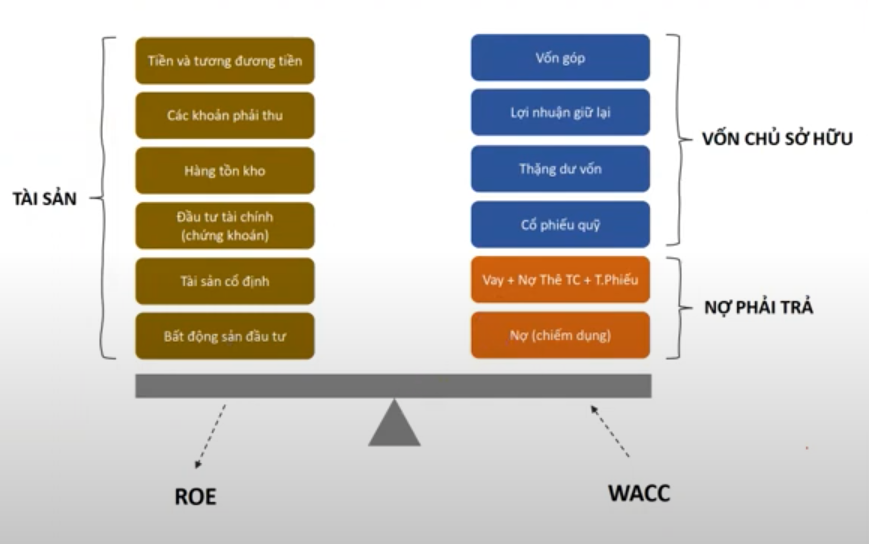 TÀI SẢN
Tiền và tương đương tiền
Các khoản phải thu
Hàng tồn kho
Đầu tư tài chính
(chứng khoán)
Tài sản cố định
Bất động sản đầu tư
Vốn góp
Lợi nhuận giữ lại
Thặng dư vốn
Cổ phiếu quỹ
VỐN CHỦ SỞ HỮU
Vay + Nợ Thê TC + T.Phiếu
Nợ (chiếm dụng)
NỢ PHẢI TRẢ
ROE
WACC